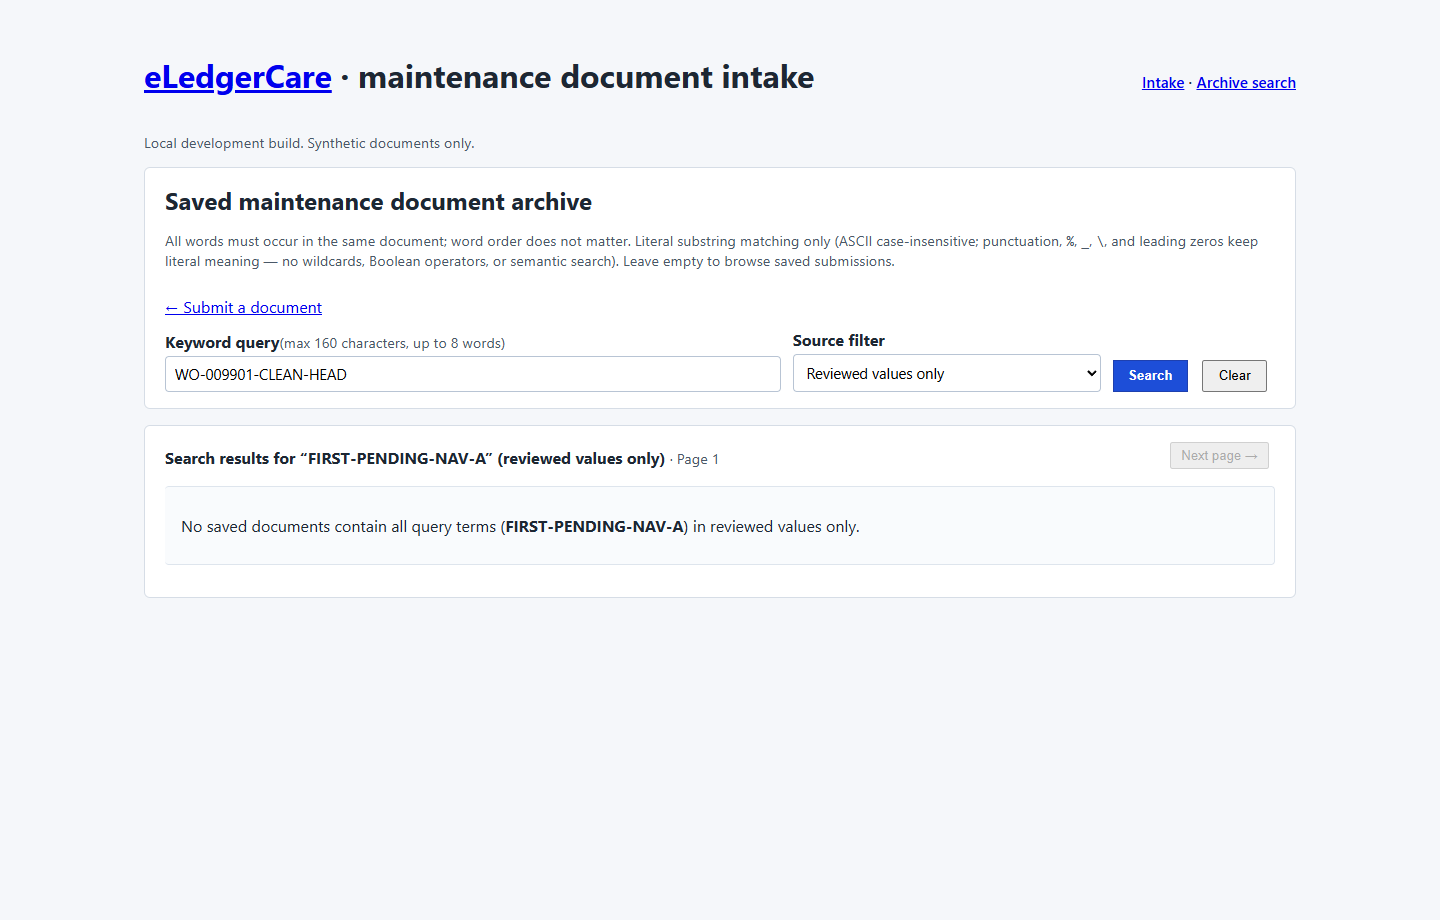 eLedgerCare · maintenance document intake
Intake · Archive search
Local development build. Synthetic documents only.
Saved maintenance document archive
All words must occur in the same document; word order does not matter. Literal substring matching only (ASCII case-insensitive; punctuation, %, _, \, and leading zeros keep
literal meaning — no wildcards, Boolean operators, or semantic search). Leave empty to browse saved submissions.
← Submit a document
Keyword query(max 160 characters, up to 8 words)
Source filter
WO-009901-CLEAN-HEAD
Reviewed values only
Search
Clear
Search results for “FIRST-PENDING-NAV-A” (reviewed values only) · Page 1
Next page →
No saved documents contain all query terms (FIRST-PENDING-NAV-A) in reviewed values only.